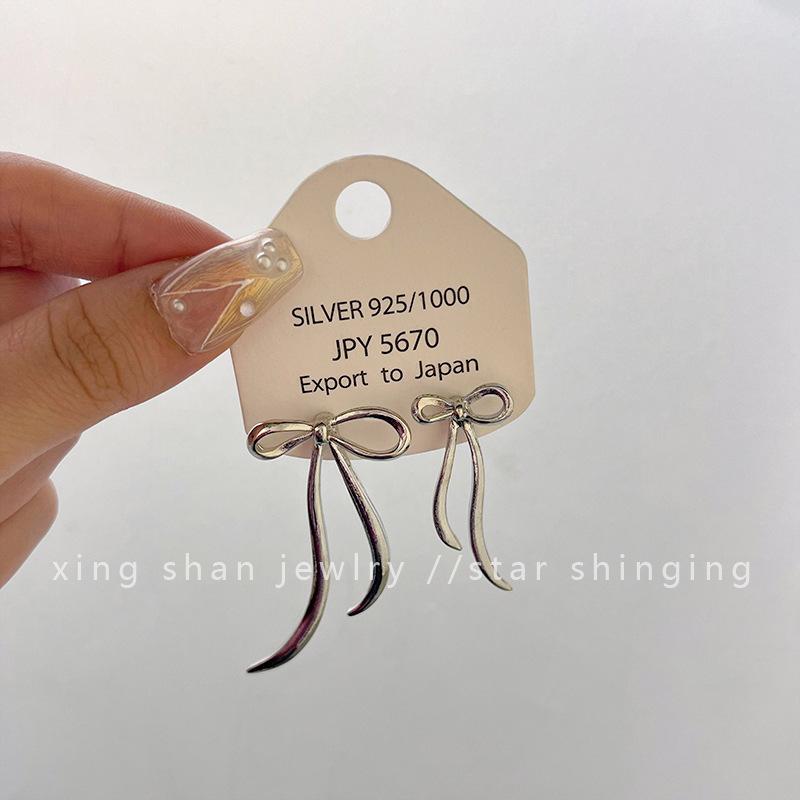 SILVER 925/1000
JPY 5670
Export to Japan
xing shan jewlry //star shinging